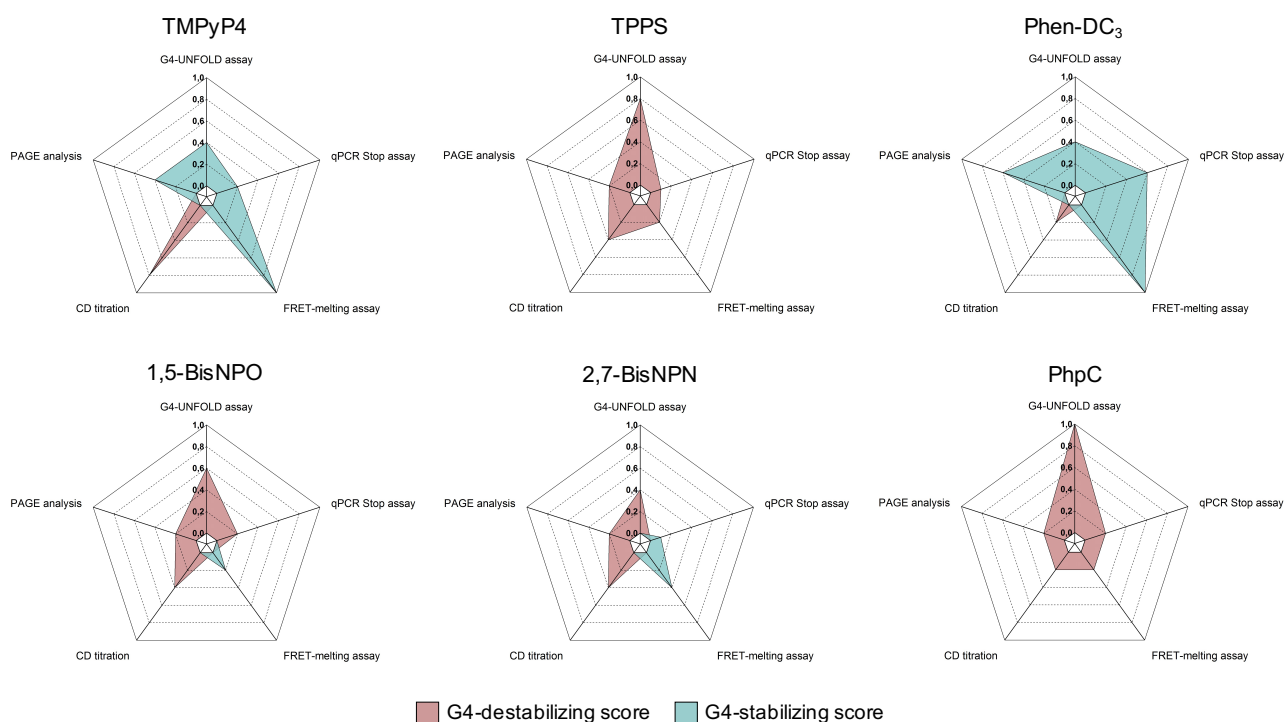 TMPyP4
G4-UNFOLD assay
1,0
0,8
0,6
0,4
0,2
0,0
PAGE analysis
qPCR Stop assay
CD titration
FRET-melting assay
TPPS
G4-UNFOLD assay
1,0
0,8
0,6
0,4
0,2
0,0
PAGE analysis
qPCR Stop assay
CD titration
FRET-melting assay
Phen-DC₃
G4-UNFOLD assay
1,0
0,8
0,6
0,4
0,2
0,0
PAGE analysis
qPCR Stop assay
CD titration
FRET-melting assay
1,5-BisNPO
G4-UNFOLD assay
1,0
0,8
0,6
0,4
0,2
0,0
PAGE analysis
qPCR Stop assay
CD titration
FRET-melting assay
2,7-BisNPN
G4-UNFOLD assay
1,0
0,8
0,6
0,4
0,2
0,0
PAGE analysis
qPCR Stop assay
CD titration
FRET-melting assay
PhpC
G4-UNFOLD assay
1,0
0,8
0,6
0,4
0,2
0,0
PAGE analysis
qPCR Stop assay
CD titration
FRET-melting assay
G4-destabilizing score
G4-stabilizing score